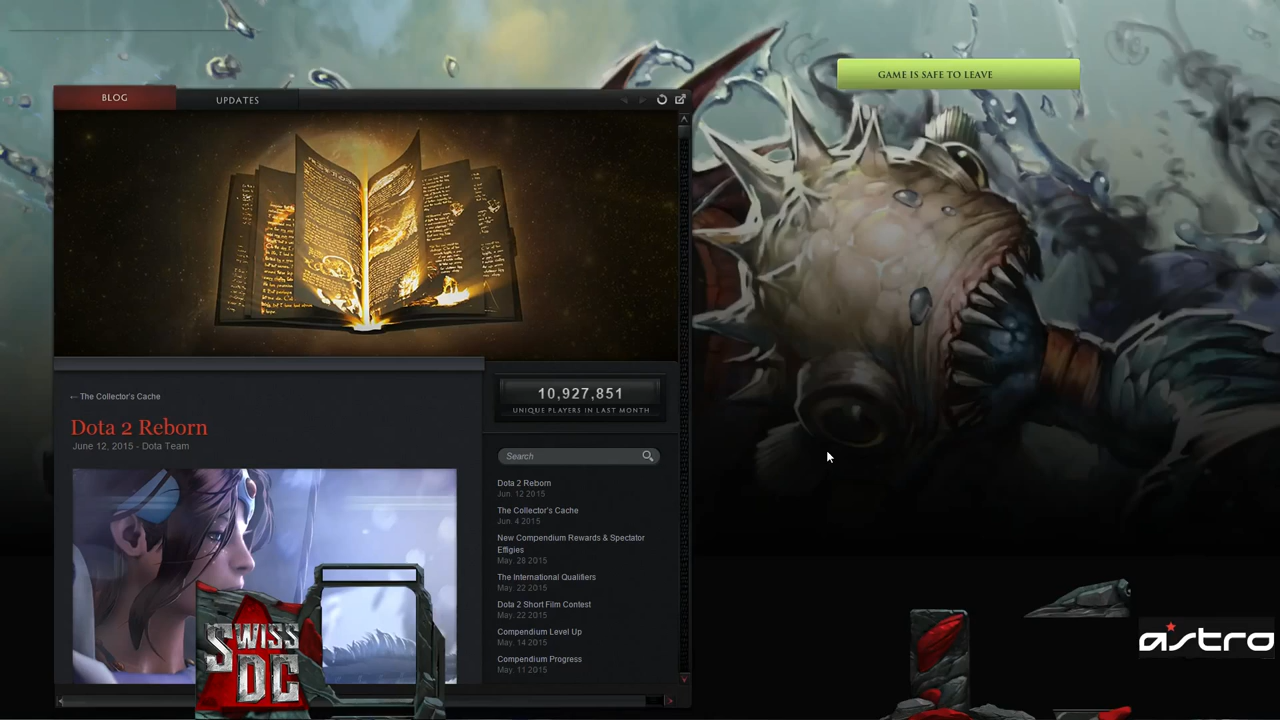 GAME IS SAFE TO LEAVE
BLOG
UPDATES
← The Collector's Cache
Dota 2 Reborn
June 12, 2015 - Dota Team
10,927,851
UNIQUE PLAYERS IN LAST MONTH
Search
Dota 2 Reborn
Jun. 12 2015
The Collector's Cache
Jun. 4 2015
New Compendium Rewards & Spectator
Effigies
May. 28 2015
The International Qualifiers
May. 22 2015
Dota 2 Short Film Contest
May. 22 2015
Compendium Level Up
May. 14 2015
Compendium Progress
May. 11 2015
SWISS
DC
astro